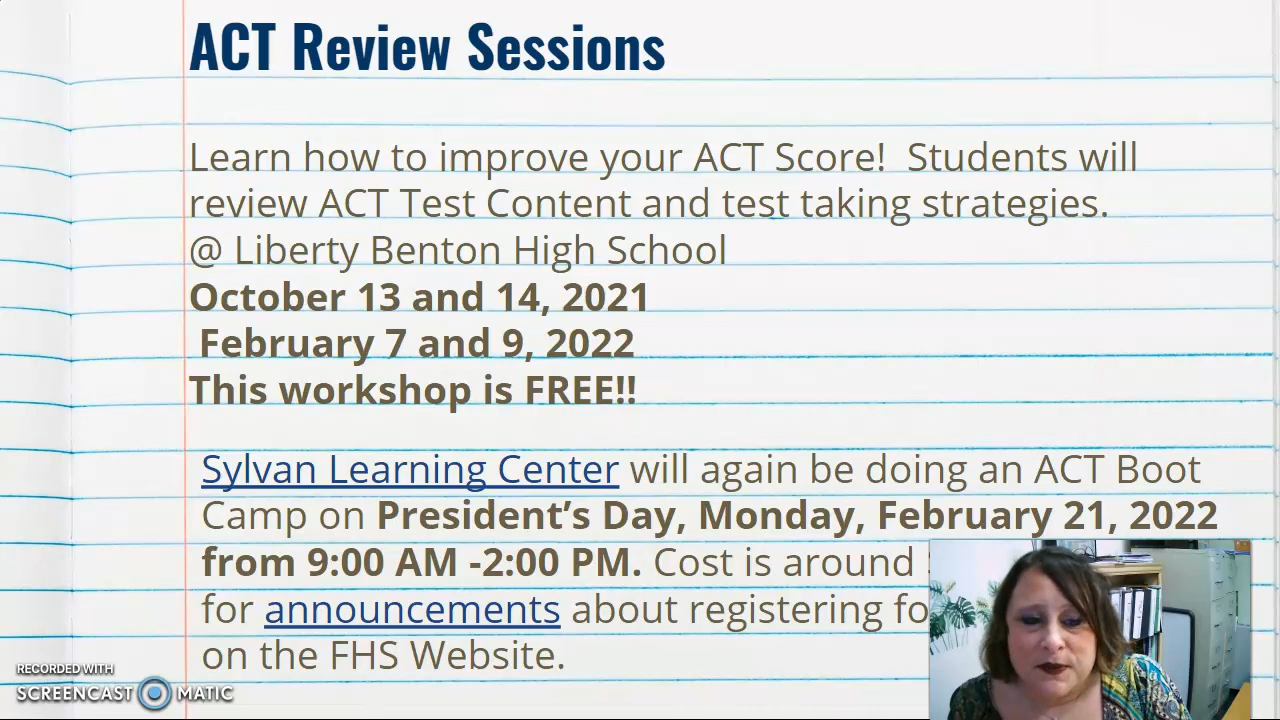 ACT Review Sessions
Learn how to improve your ACT Score!  Students will
review ACT Test Content and test taking strategies.
@ Liberty Benton High School
October 13 and 14, 2021
February 7 and 9, 2022
This workshop is FREE!!
Sylvan Learning Center will again be doing an ACT Boot
Camp on President’s Day, Monday, February 21, 2022
from 9:00 AM -2:00 PM. Cost is around
for announcements about registering
on the FHS Website.
RECORDED WITH
SCREENCAST MATIC